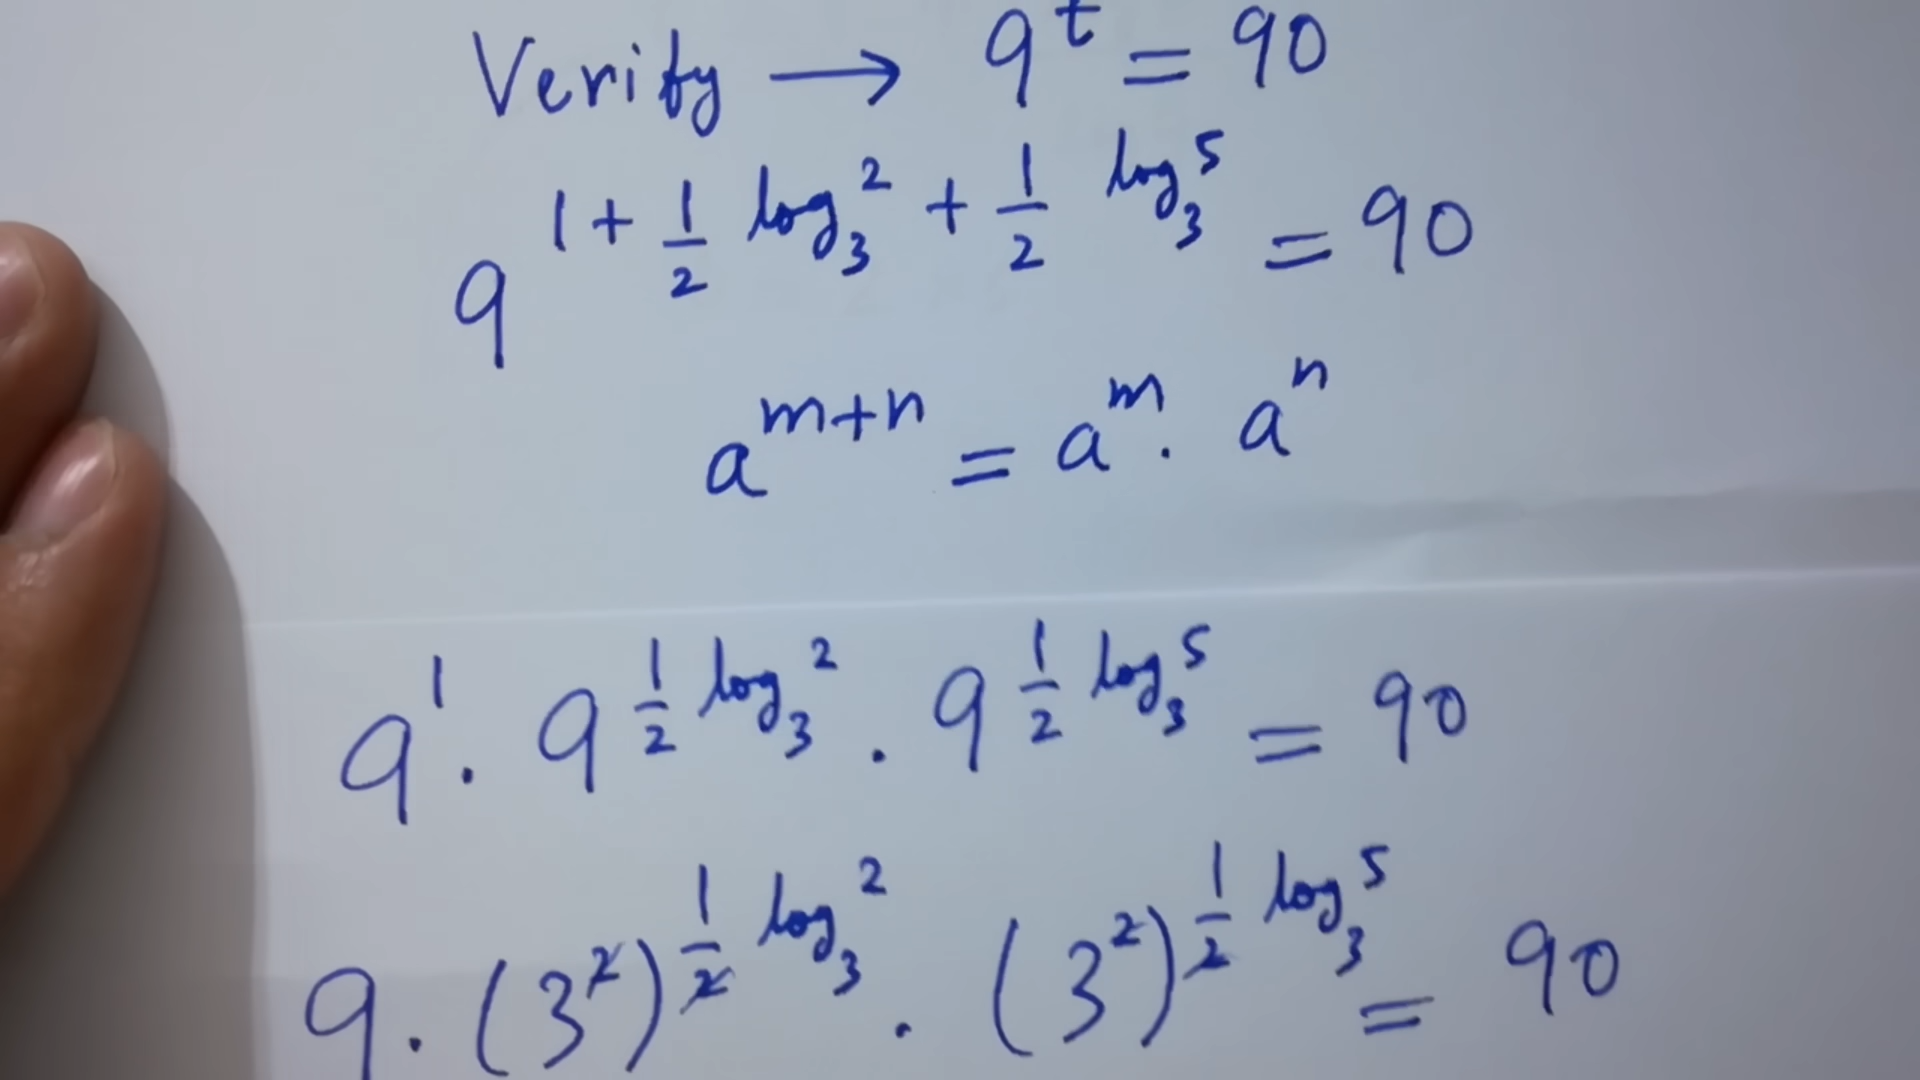 Verify → 9^t = 90
9^(1 + 1/2 log_3 2 + 1/2 log_3 5) = 90
a^(m+n) = a^m · a^n
9^1 · 9^(1/2 log_3 2) · 9^(1/2 log_3 5) = 90
9 · (3^2)^(1/2 log_3 2) · (3^2)^(1/2 log_3 5) = 90